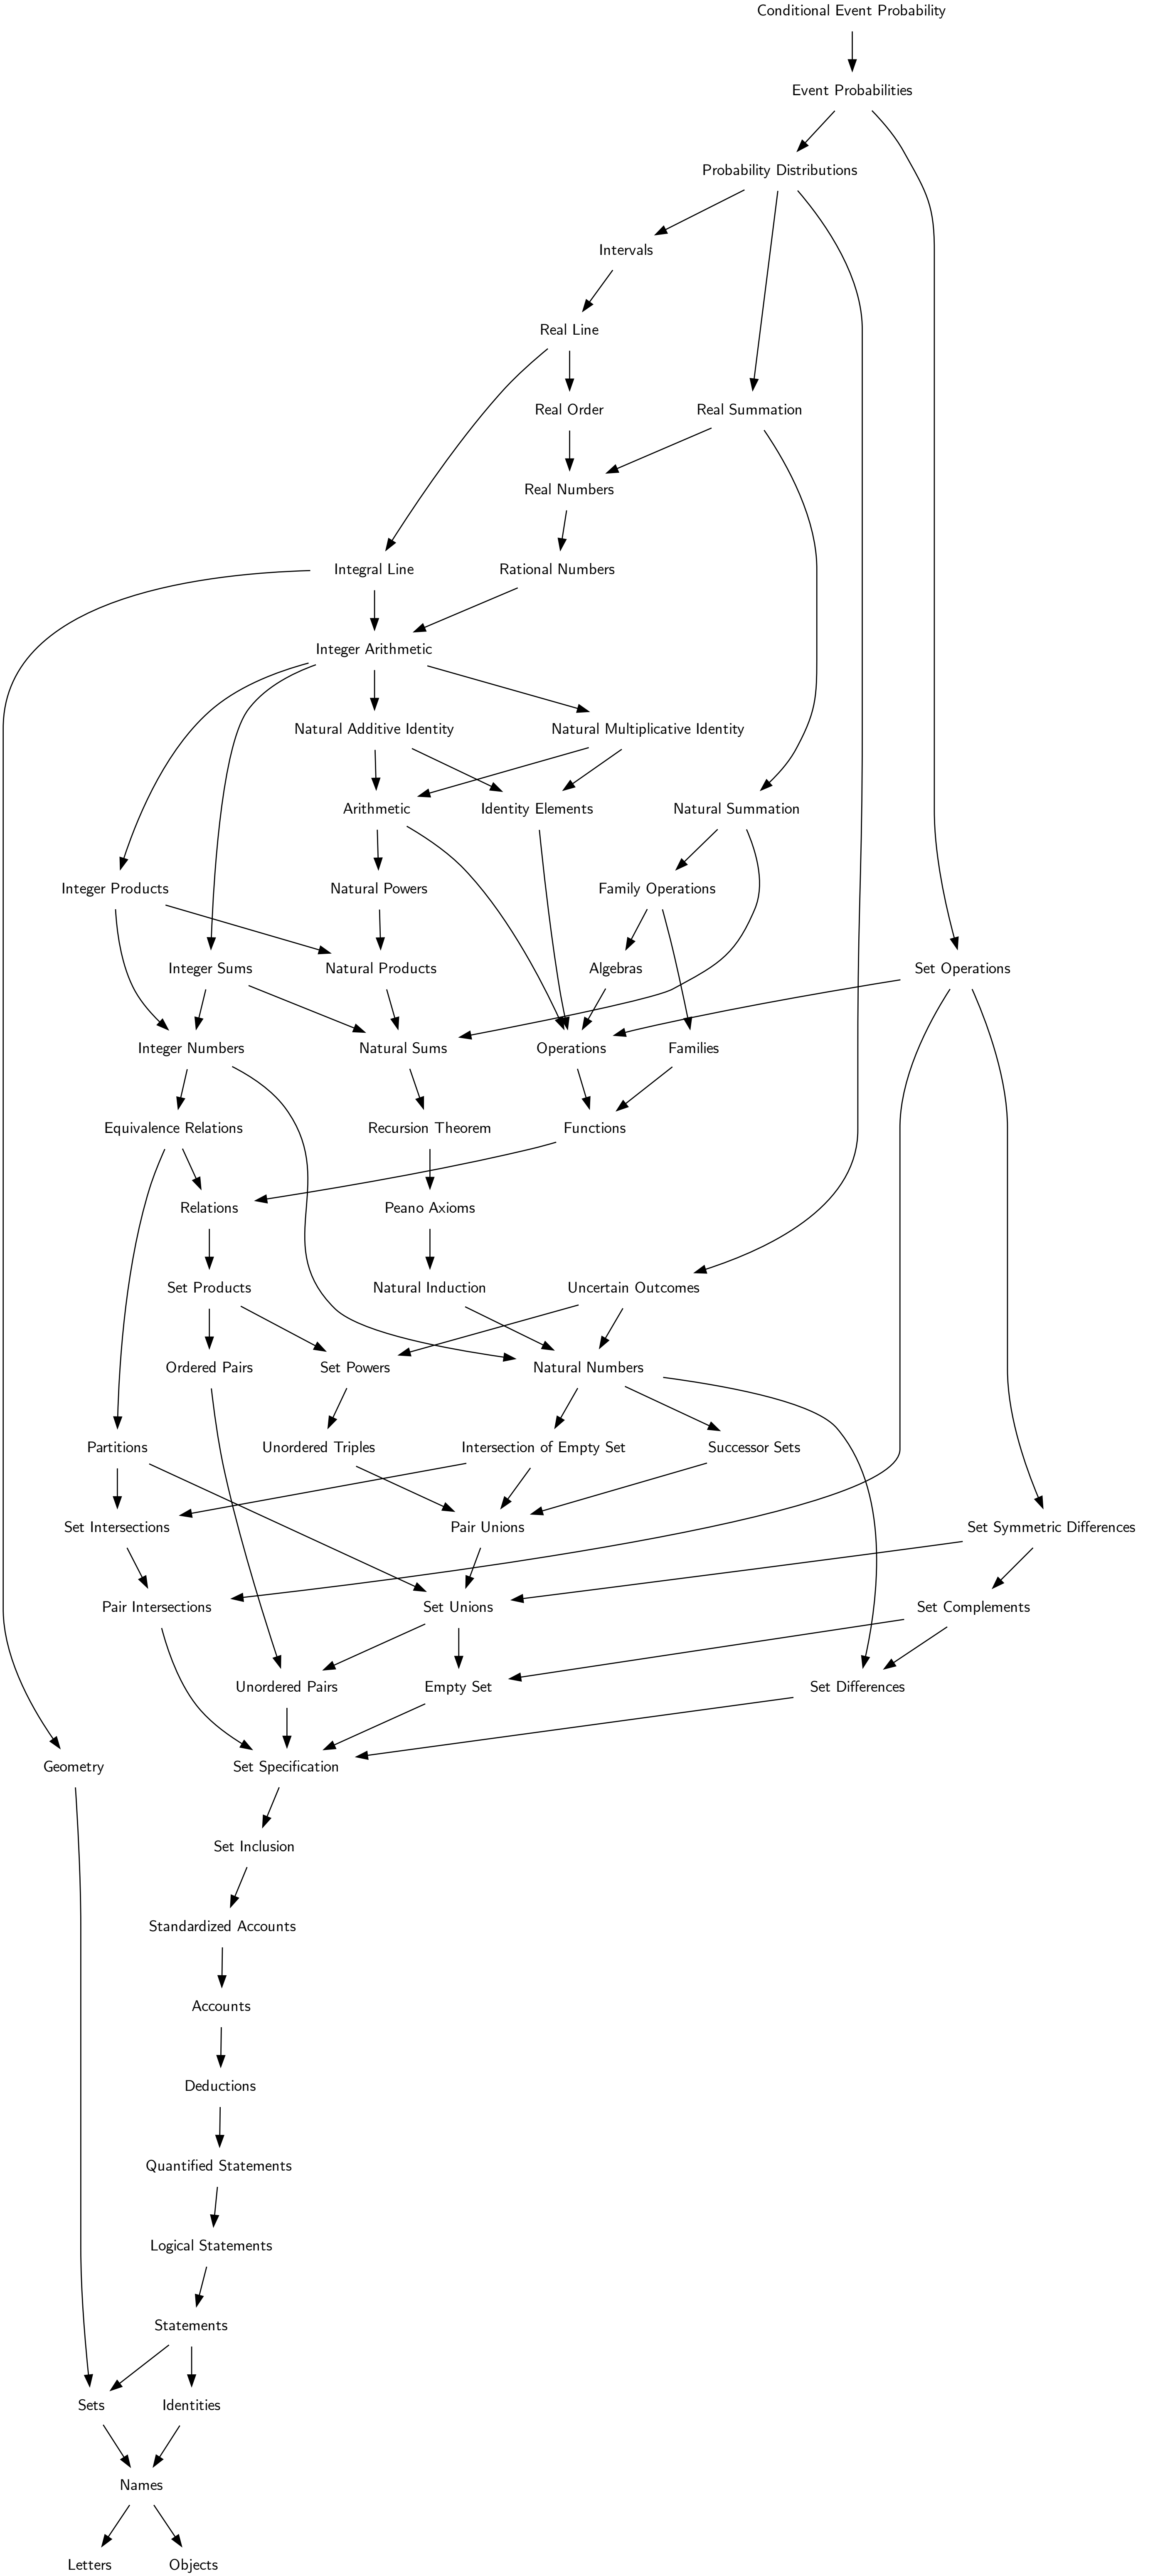 Conditional Event Probability
Event Probabilities
Probability Distributions
Intervals
Real Line
Real Order
Real Summation
Real Numbers
Integral Line
Rational Numbers
Integer Arithmetic
Natural Additive Identity
Natural Multiplicative Identity
Arithmetic
Identity Elements
Natural Summation
Integer Products
Natural Powers
Family Operations
Integer Sums
Natural Products
Algebras
Set Operations
Integer Numbers
Natural Sums
Operations
Families
Equivalence Relations
Recursion Theorem
Functions
Relations
Peano Axioms
Set Products
Natural Induction
Uncertain Outcomes
Ordered Pairs
Set Powers
Natural Numbers
Partitions
Unordered Triples
Intersection of Empty Set
Successor Sets
Set Intersections
Pair Unions
Set Symmetric Differences
Pair Intersections
Set Unions
Set Complements
Unordered Pairs
Empty Set
Set Differences
Geometry
Set Specification
Set Inclusion
Standardized Accounts
Accounts
Deductions
Quantified Statements
Logical Statements
Statements
Sets
Identities
Names
Letters
Objects